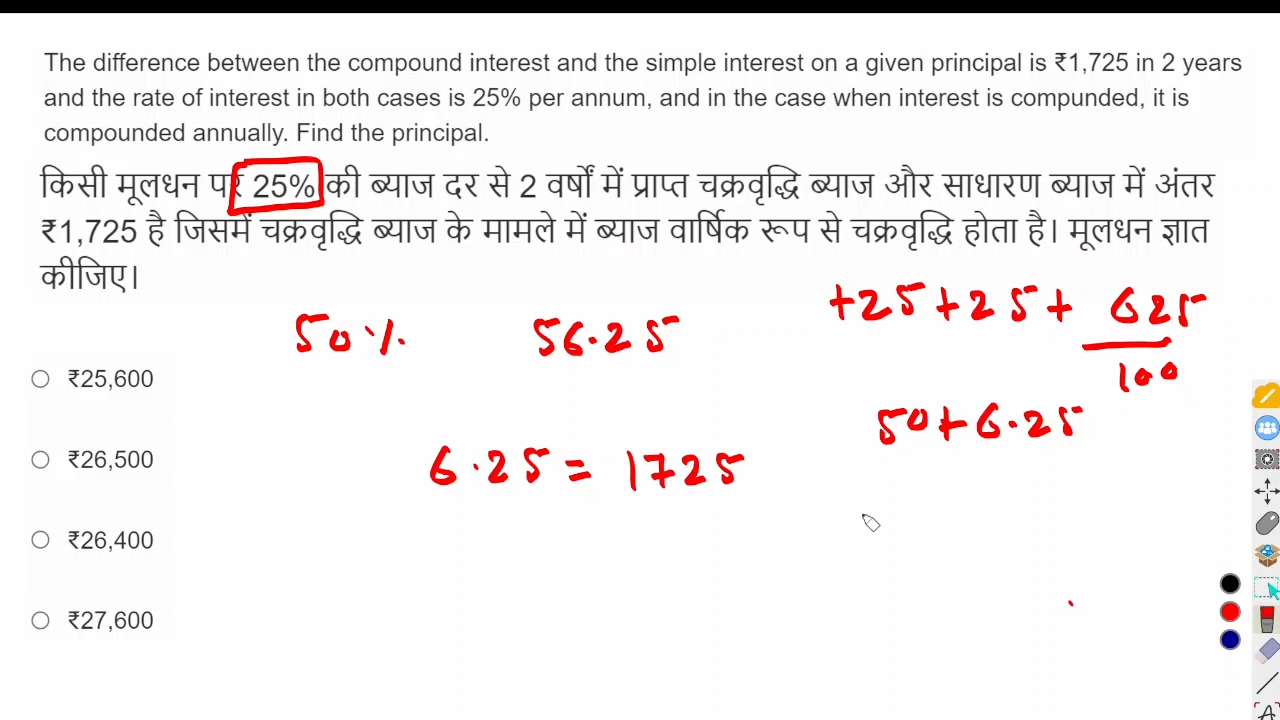 The difference between the compound interest and the simple interest on a given principal is ₹1,725 in 2 years
and the rate of interest in both cases is 25% per annum, and in the case when interest is compunded, it is
compounded annually. Find the principal.
किसी मूलधन पर 25% की ब्याज दर से 2 वर्षों में प्राप्त चक्रवृद्धि ब्याज और साधारण ब्याज में अंतर
₹1,725 है जिसमें चक्रवृद्धि ब्याज के मामले में ब्याज वार्षिक रूप से चक्रवृद्धि होता है। मूलधन ज्ञात
कीजिए।
+25+25+ 625/100
50% 56.25
₹25,600
50+6.25
₹26,500
6.25 = 1725
₹26,400
₹27,600
A